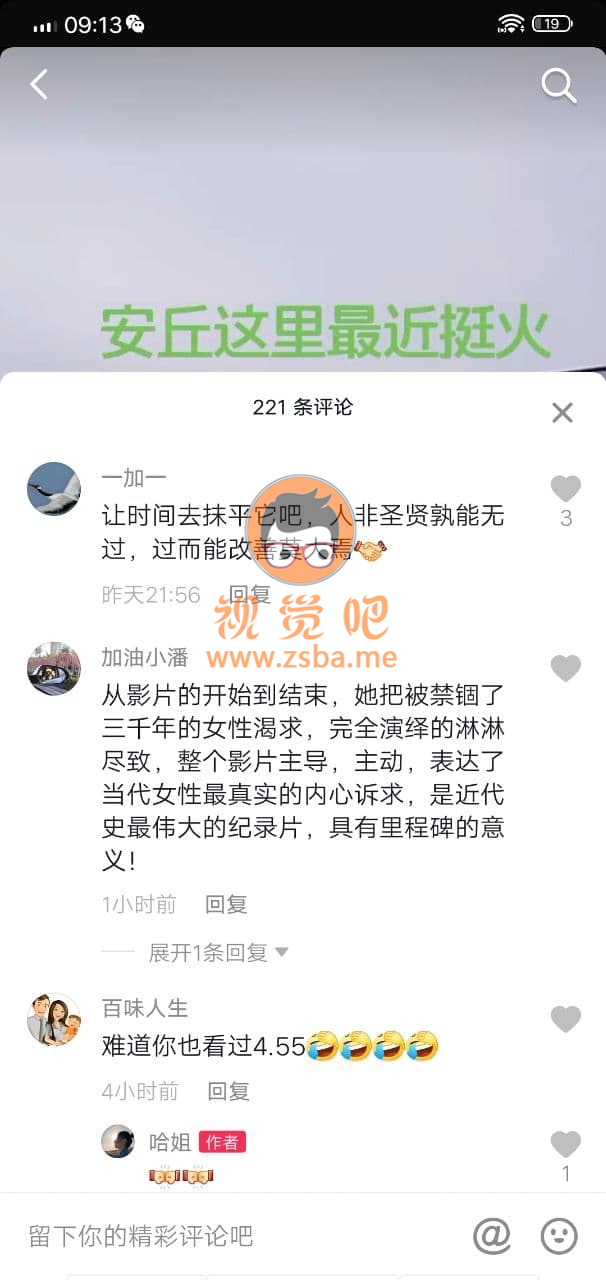 09:13
19
安丘这里最近挺火
221 条评论
一加一
让时间去抹平它吧，人非圣贤孰能无
过，过而能改善莫大焉
3
昨天21:56 回复
视觉吧
www.zsba.me
加油小潘
从影片的开始到结束，她把被禁锢了
三千年的女性渴求，完全演绎的淋淋
尽致，整个影片主导，主动，表达了
当代女性最真实的内心诉求，是近代
史最伟大的纪录片，具有里程碑的意
义！
1小时前 回复
展开1条回复
百味人生
难道你也看过4.55🤣🤣🤣🤣
4小时前 回复
哈姐 作者
1
留下你的精彩评论吧 @